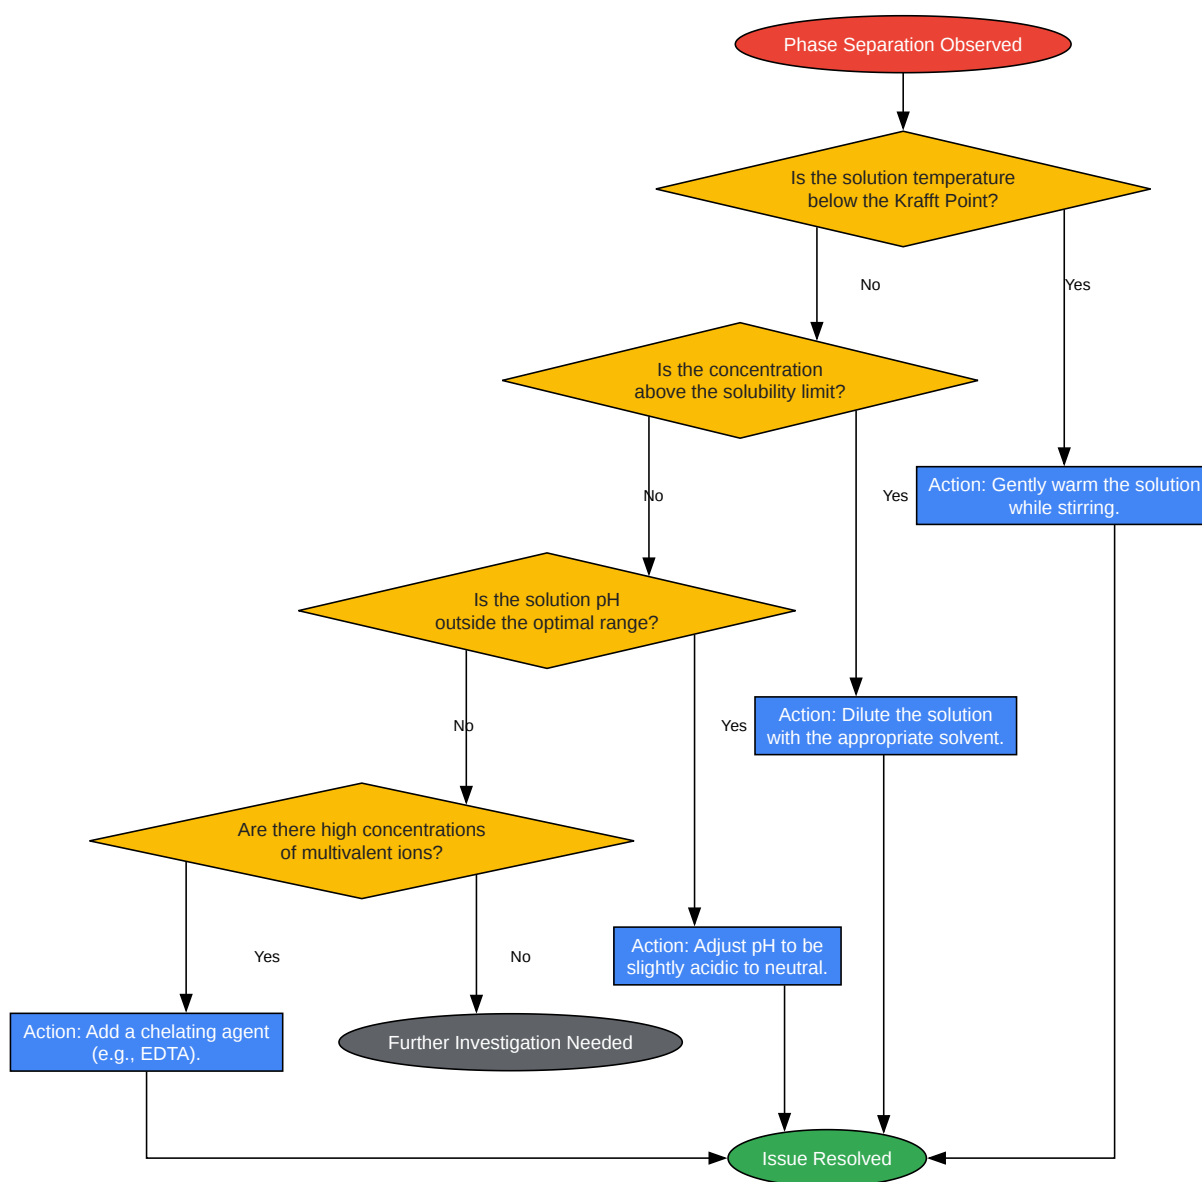 Phase Separation Observed
Is the solution temperature
below the Krafft Point?
No
Yes
Is the concentration
above the solubility limit?
No
Yes
Action: Gently warm the solution
while stirring.
Is the solution pH
outside the optimal range?
No
Yes
Action: Dilute the solution
with the appropriate solvent.
Are there high concentrations
of multivalent ions?
Yes
No
Action: Adjust pH to be
slightly acidic to neutral.
Action: Add a chelating agent
(e.g., EDTA).
Further Investigation Needed
Issue Resolved